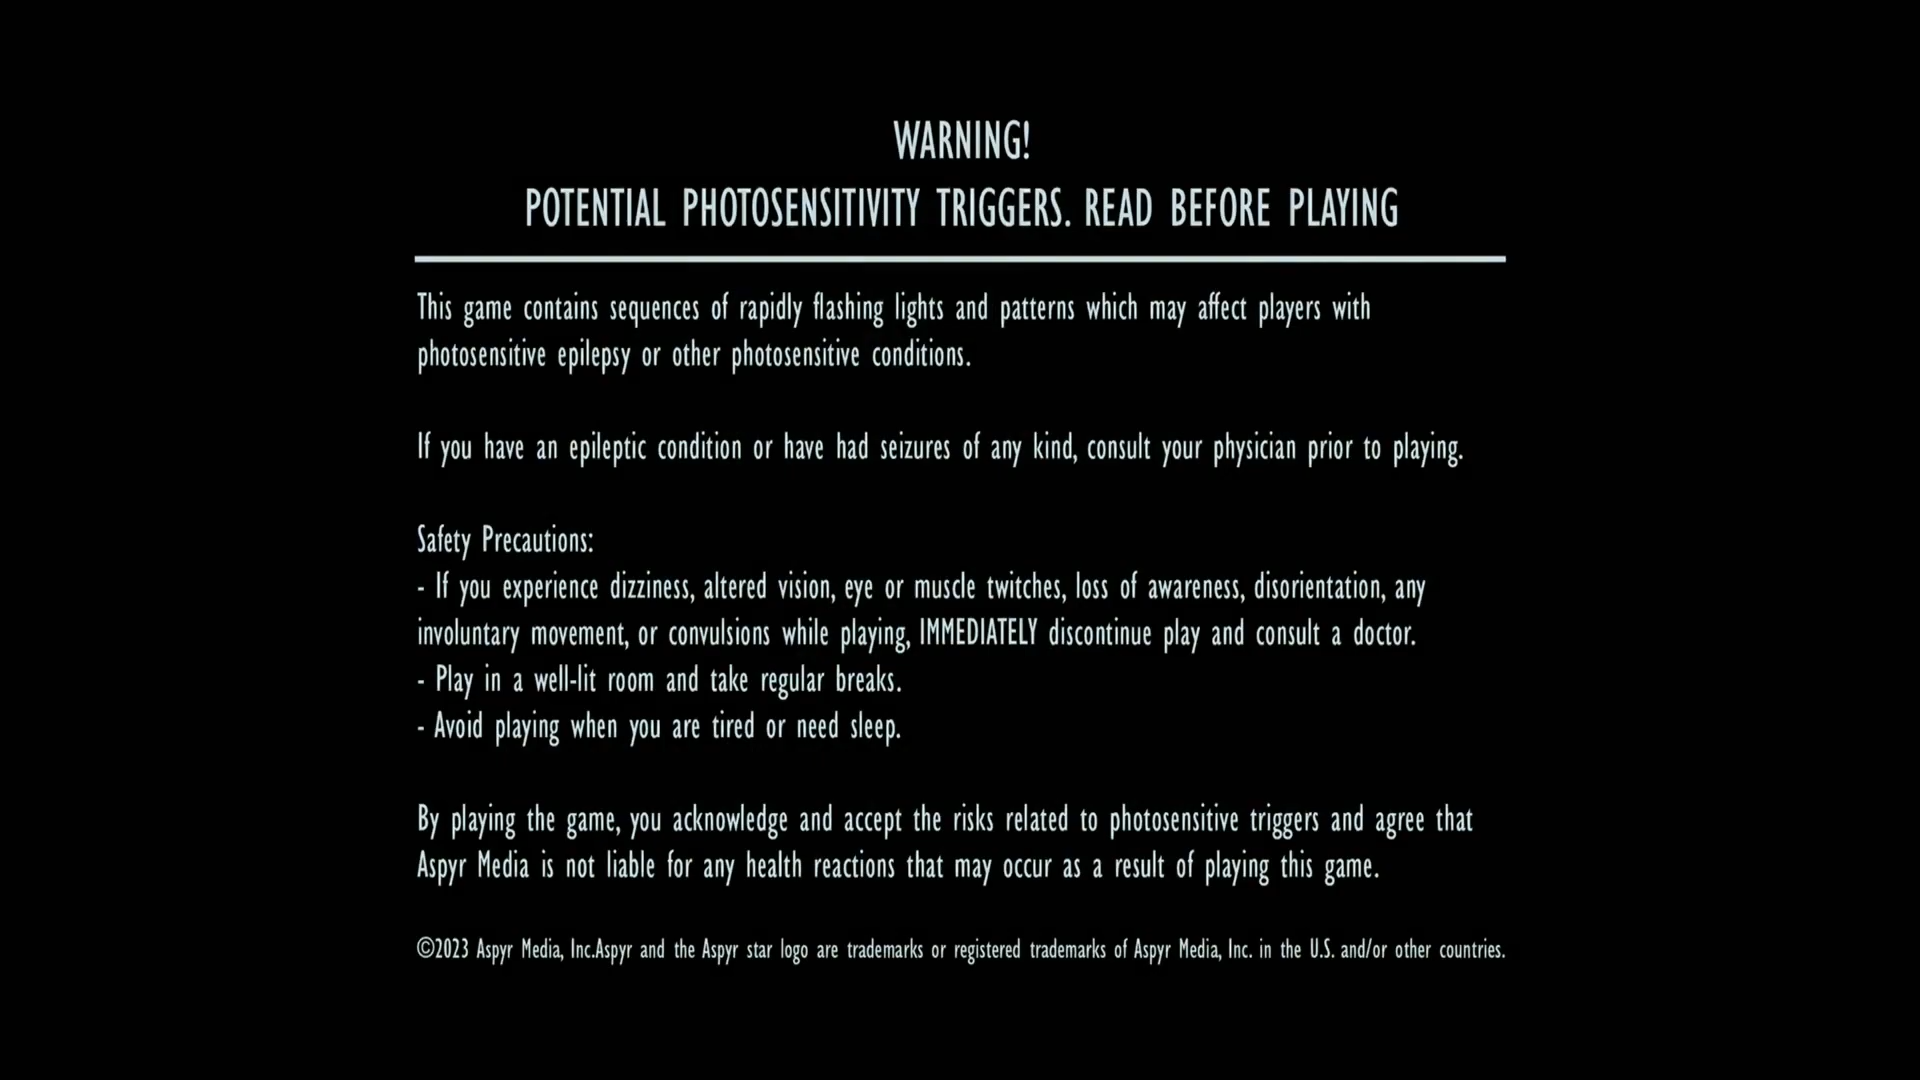 WARNING!
POTENTIAL PHOTOSENSITIVITY TRIGGERS. READ BEFORE PLAYING
This game contains sequences of rapidly flashing lights and patterns which may affect players with
photosensitive epilepsy or other photosensitive conditions.
If you have an epileptic condition or have had seizures of any kind, consult your physician prior to playing.
Safety Precautions:
- If you experience dizziness, altered vision, eye or muscle twitches, loss of awareness, disorientation, any
involuntary movement, or convulsions while playing, IMMEDIATELY discontinue play and consult a doctor.
- Play in a well-lit room and take regular breaks.
- Avoid playing when you are tired or need sleep.
By playing the game, you acknowledge and accept the risks related to photosensitive triggers and agree that
Aspyr Media is not liable for any health reactions that may occur as a result of playing this game.
©2023 Aspyr Media, Inc.Aspyr and the Aspyr star logo are trademarks or registered trademarks of Aspyr Media, Inc. in the U.S. and/or other countries.